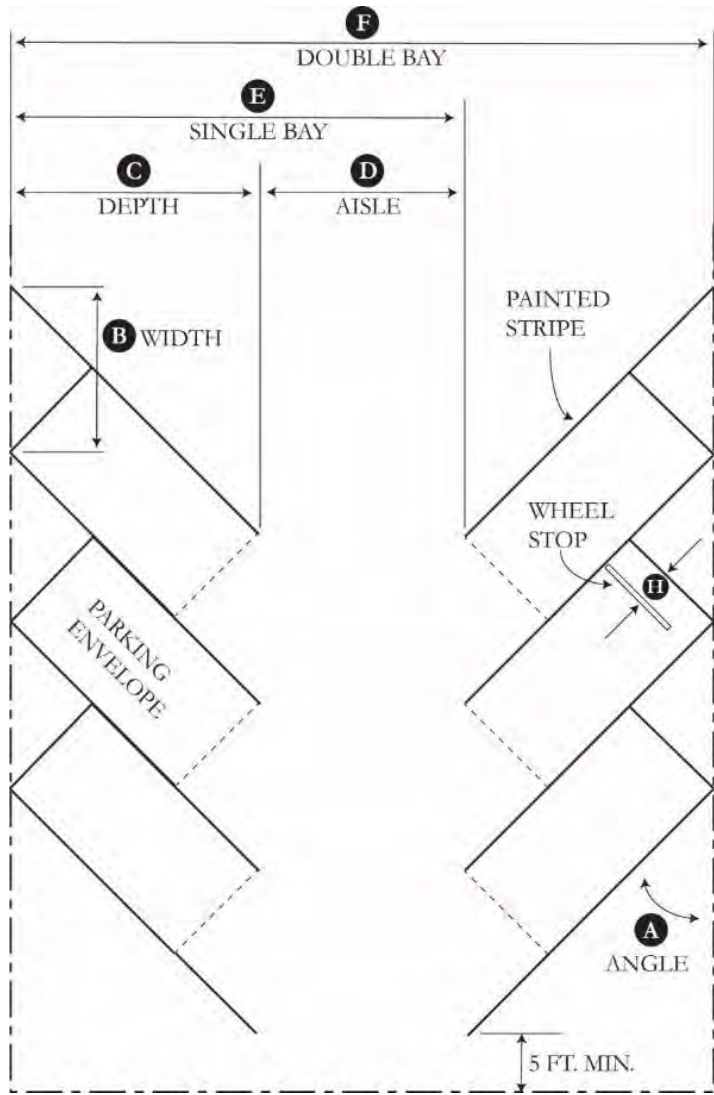 F
DOUBLE BAY
E
SINGLE BAY
C
D
DEPTH
AISLE
PAINTED
STRIPE
B WIDTH
WHEEL
STOP
H
PARKING
ENVELOPE
A
ANGLE
5 FT. MIN.